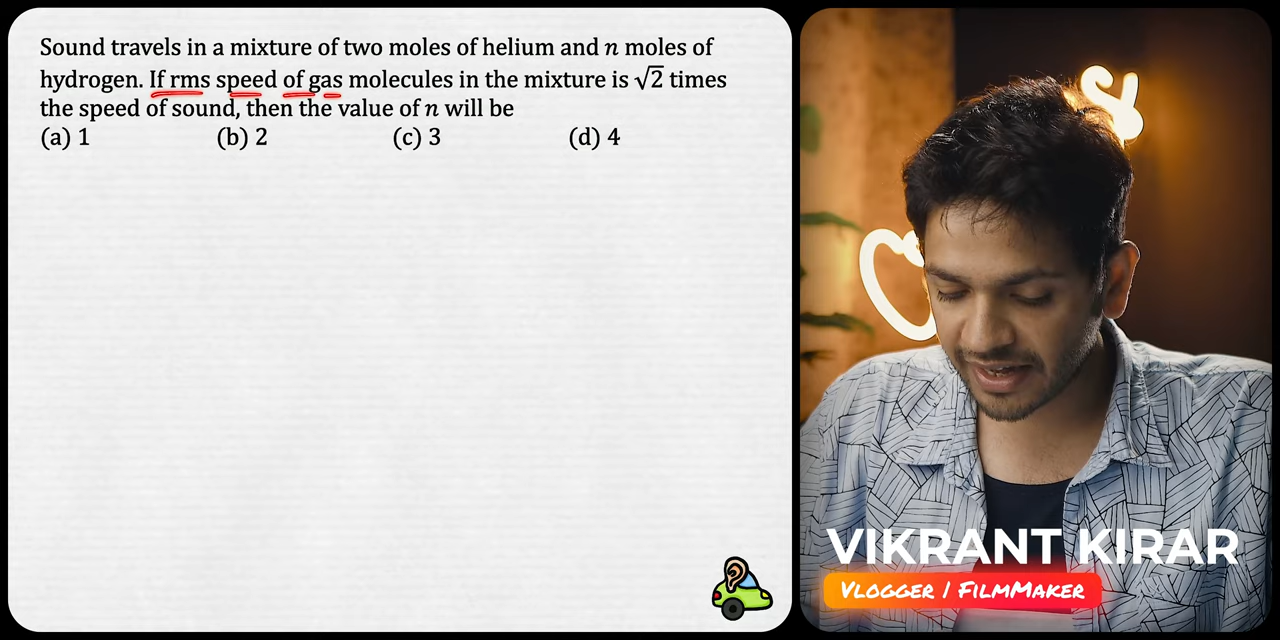 Sound travels in a mixture of two moles of helium and n moles of
hydrogen. If rms speed of gas molecules in the mixture is √2 times
the speed of sound, then the value of n will be
(a) 1 (b) 2 (c) 3 (d) 4
VIKRANT KIRAR
VLOGGER | FILMMAKER